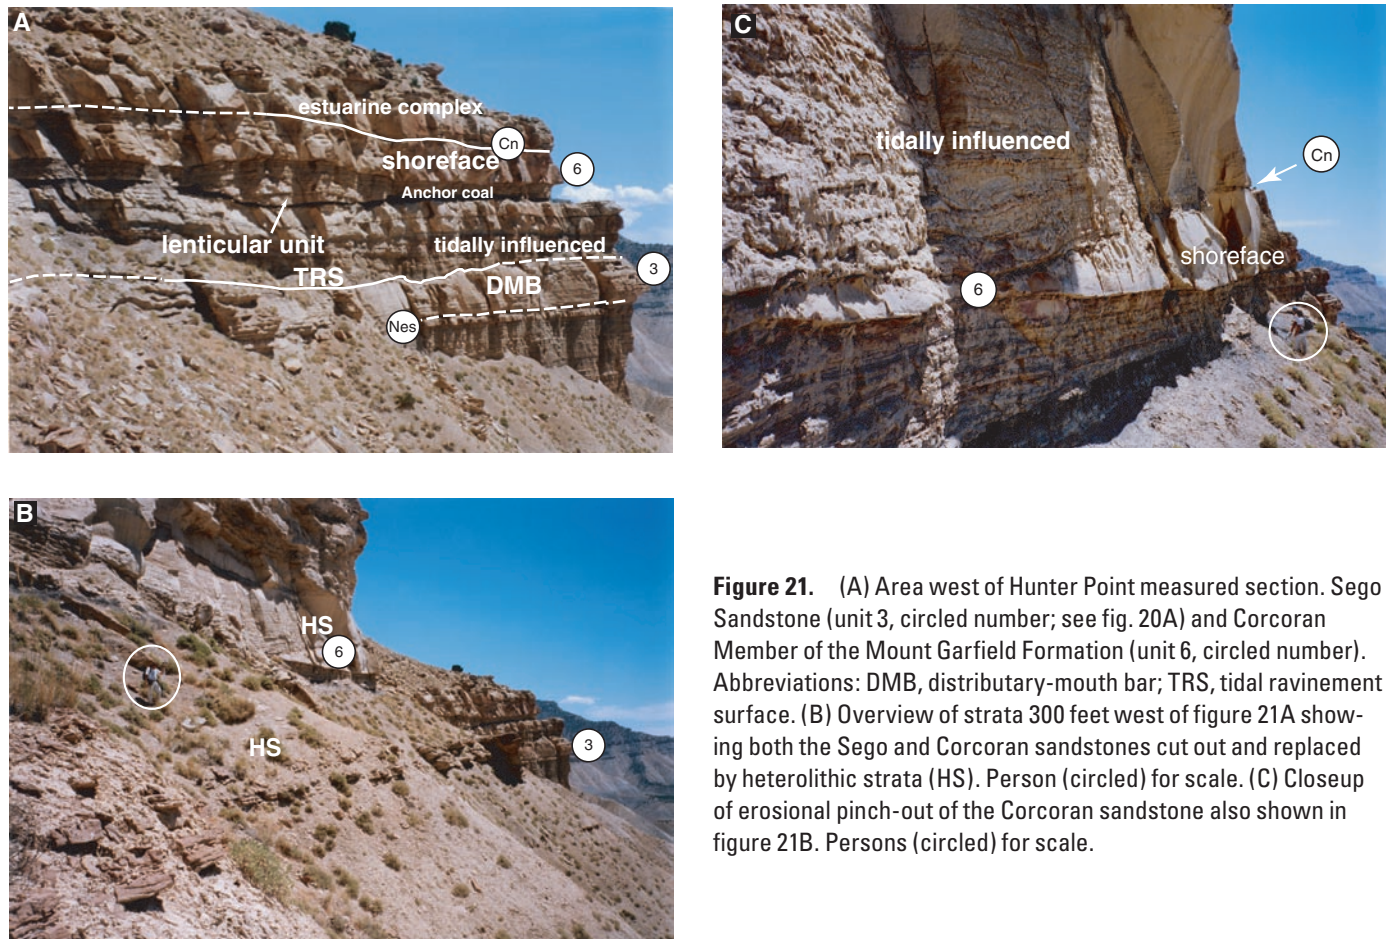 A
estuarine complex
Cn
shoreface
6
Anchor coal
lenticular unit
tidally influenced
TRS
3
DMB
Nes
C
tidally influenced
Cn
shoreface
6
B
HS
6
HS
3
Figure 21. (A) Area west of Hunter Point measured section. Sego
Sandstone (unit 3, circled number; see fig. 20A) and Corcoran
Member of the Mount Garfield Formation (unit 6, circled number).
Abbreviations: DMB, distributary-mouth bar; TRS, tidal ravinement
surface. (B) Overview of strata 300 feet west of figure 21A show-
ing both the Sego and Corcoran sandstones cut out and replaced
by heterolithic strata (HS). Person (circled) for scale. (C) Closeup
of erosional pinch-out of the Corcoran sandstone also shown in
figure 21B. Persons (circled) for scale.